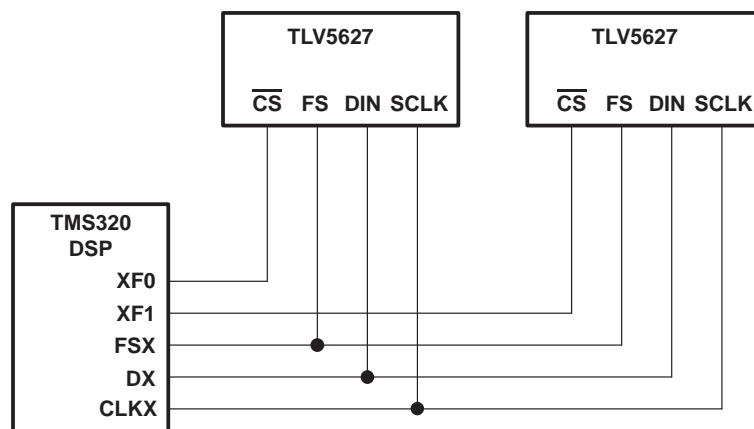 TLV5627
TLV5627
CS FS DIN SCLK
CS FS DIN SCLK
TMS320
DSP
XF0
XF1
FSX
DX
CLKX